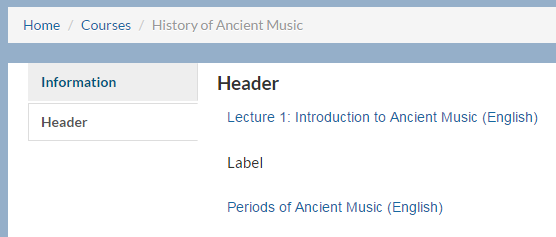 Home / Courses / History of Ancient Music
Information
Header
Header
Lecture 1: Introduction to Ancient Music (English)
Label
Periods of Ancient Music (English)